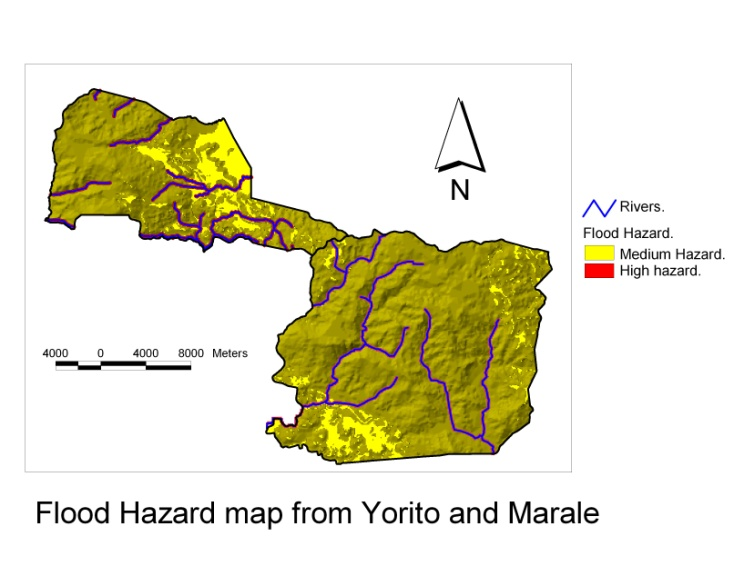 N
Rivers.
Flood Hazard.
Medium Hazard.
High hazard.
4000 0 4000 8000 Meters
Flood Hazard map from Yorito and Marale